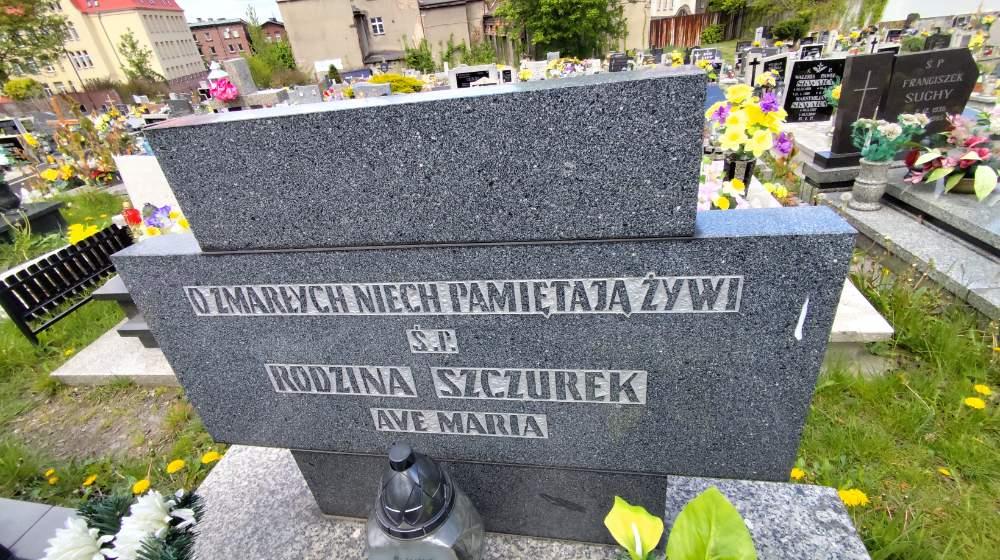 O ZMARŁYCH NIECH PAMIĘTAJĄ ŻYWI
Ś.P.
RODZINA SZCZUREK
AVE MARIA
Ś P
FRANCISZEK
SUCHY